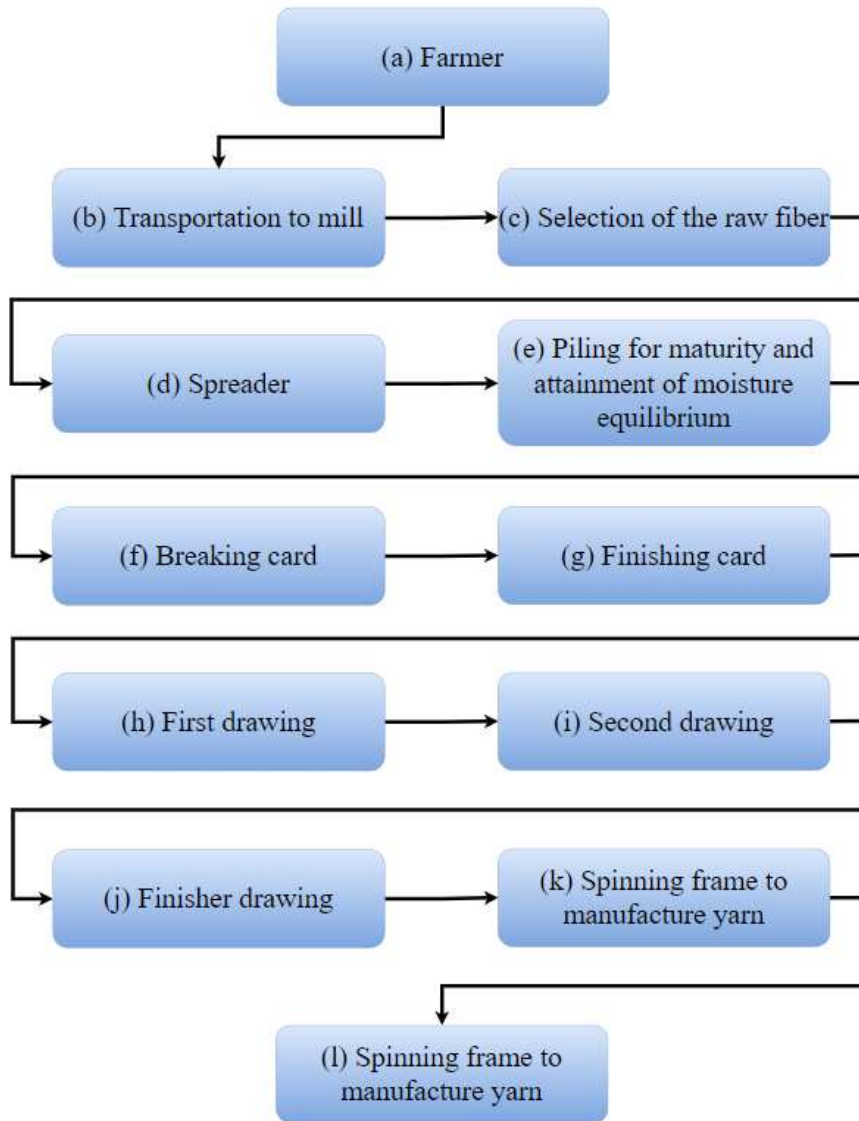 (a) Farmer
(b) Transportation to mill
(c) Selection of the raw fiber
(d) Spreader
(e) Piling for maturity and
attainment of moisture
equilibrium
(f) Breaking card
(g) Finishing card
(h) First drawing
(i) Second drawing
(j) Finisher drawing
(k) Spinning frame to
manufacture yarn
(l) Spinning frame to
manufacture yarn